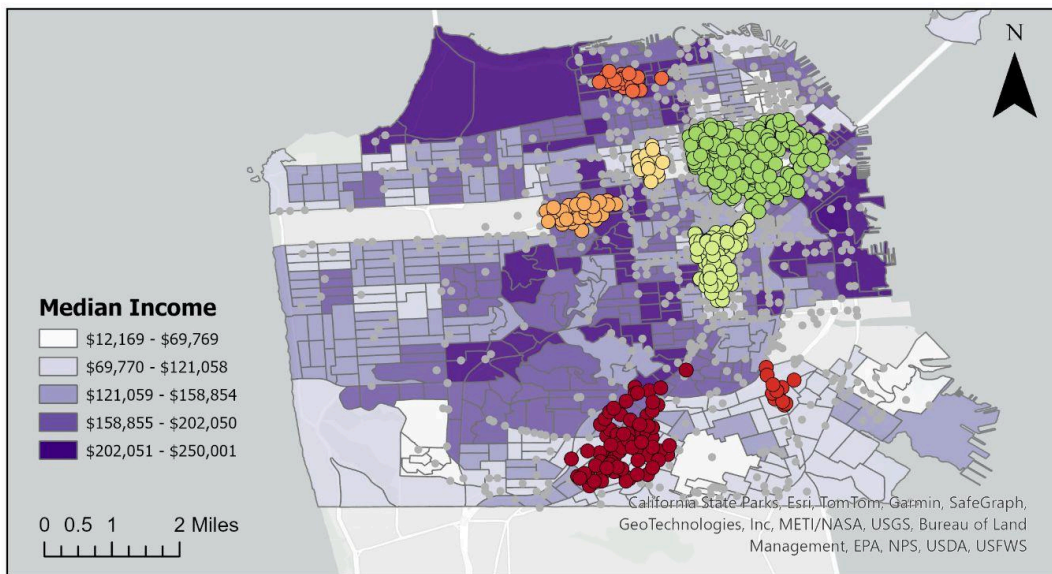 N
Median Income
$12,169 - $69,769
$69,770 - $121,058
$121,059 - $158,854
$158,855 - $202,050
$202,051 - $250,001
0 0.5 1 2 Miles
California State Parks, Esri, TomTom, Garmin, SafeGraph,
GeoTechnologies, Inc, METI/NASA, USGS, Bureau of Land
Management, EPA, NPS, USDA, USFWS